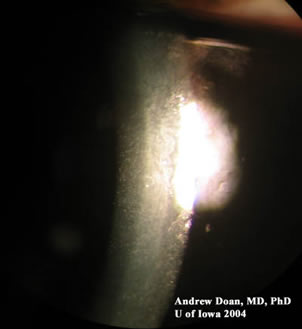 Andrew Doan, MD, PhD
U of Iowa 2004